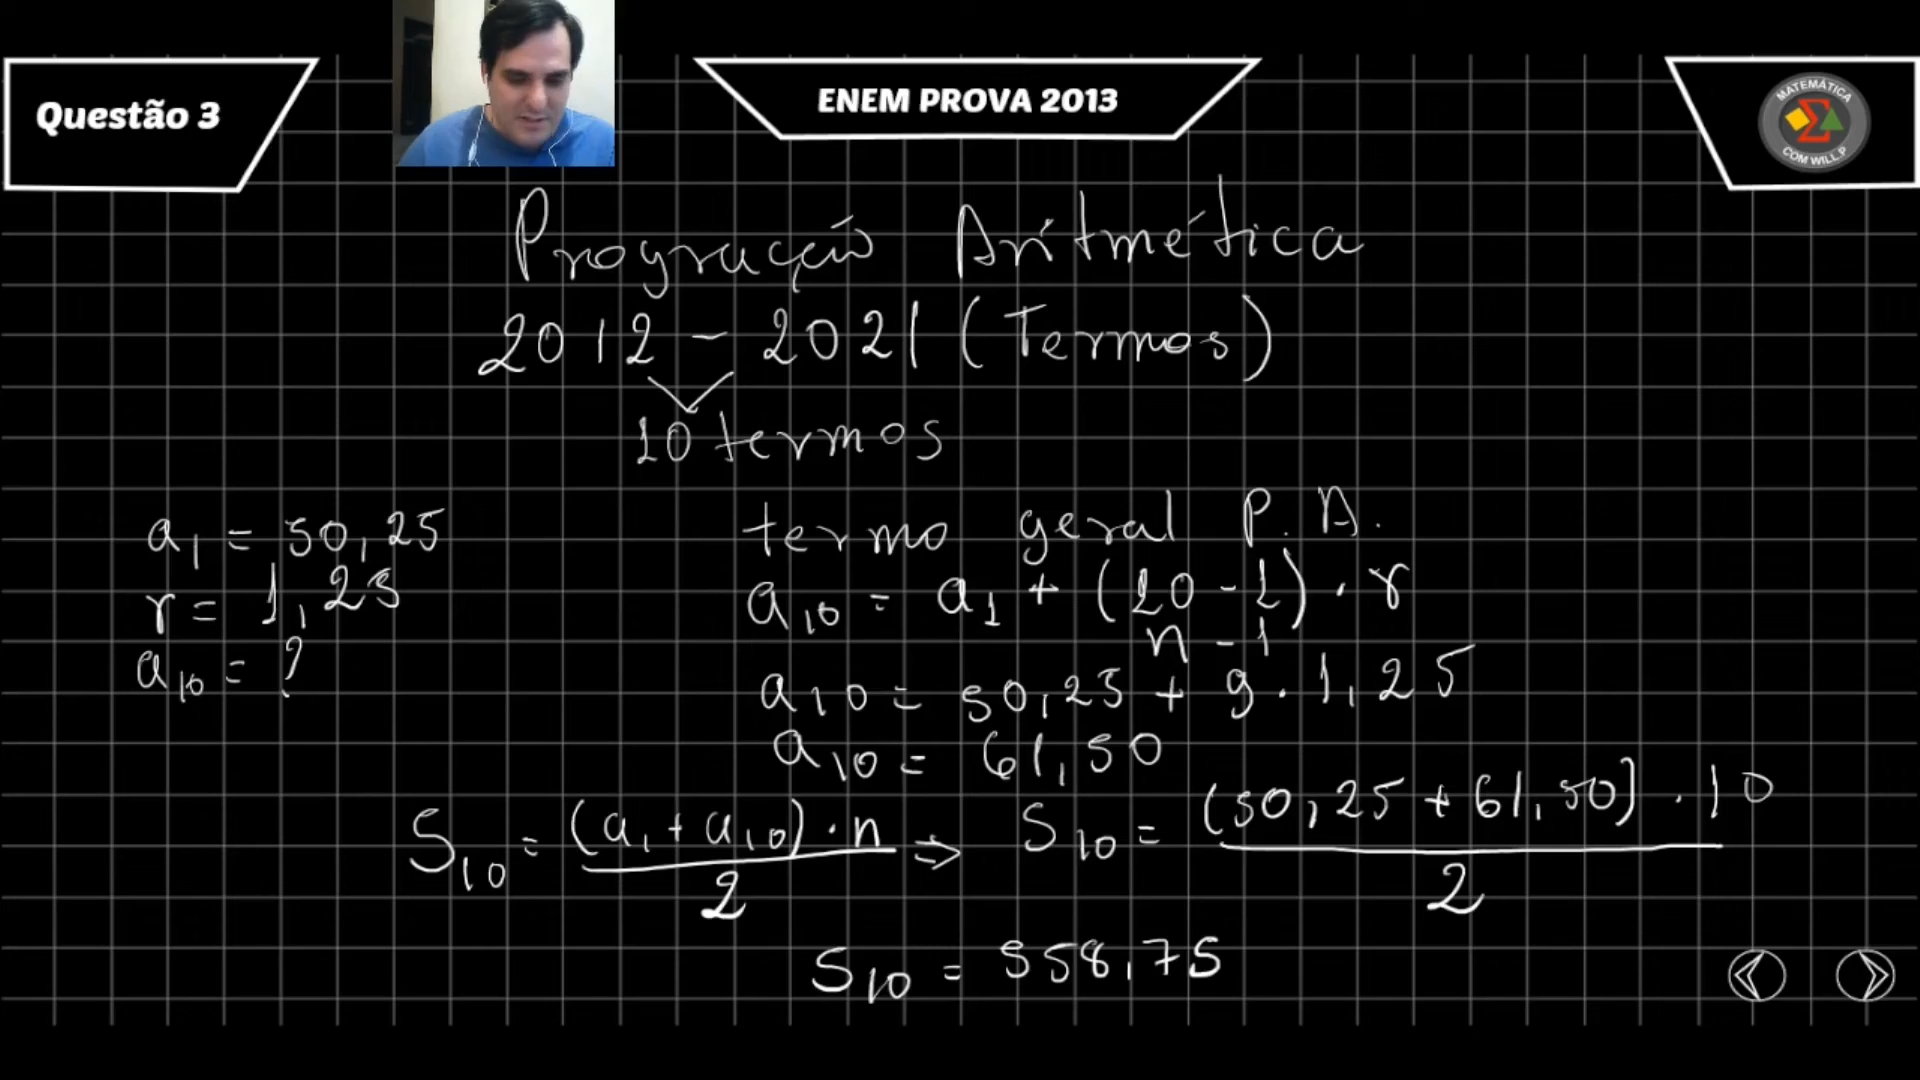 Questão 3
ENEM PROVA 2013
MATEMÁTICA
COM WILL.P
Progração Aritmética
2012 - 2021 (Termos)
10 termos
a₁ = 50,25
r = 1,25
a₁₀ = ?
termo geral P.A.
a₁₀ = a₁ + (10 - 1) . r
n - 1
a₁₀ = 50,25 + 9 . 1,25
a₁₀ = 61,50
S₁₀ = (a₁ + a₁₀) . n / 2 ⇒ S₁₀ = (50,25 + 61,50) . 10 / 2
S₁₀ = 558,75